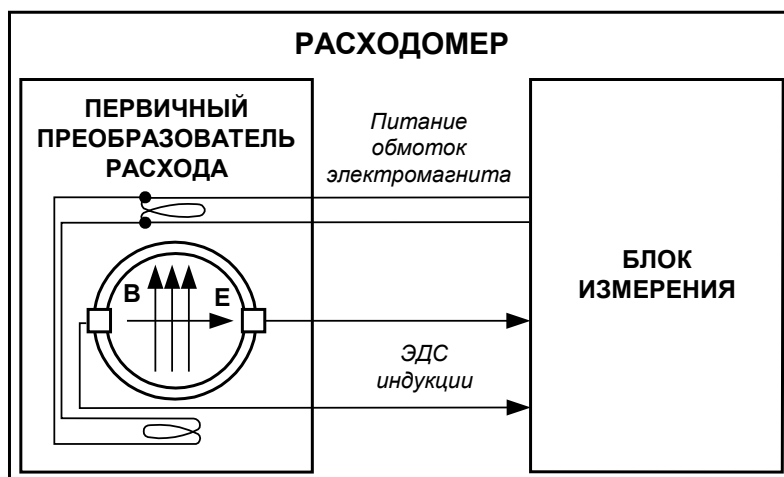 РАСХОДОМЕР
ПЕРВИЧНЫЙ
ПРЕОБРАЗОВАТЕЛЬ
РАСХОДА
Питание
обмоток
электромагнита
B
E
ЭДС
индукции
БЛОК
ИЗМЕРЕНИЯ